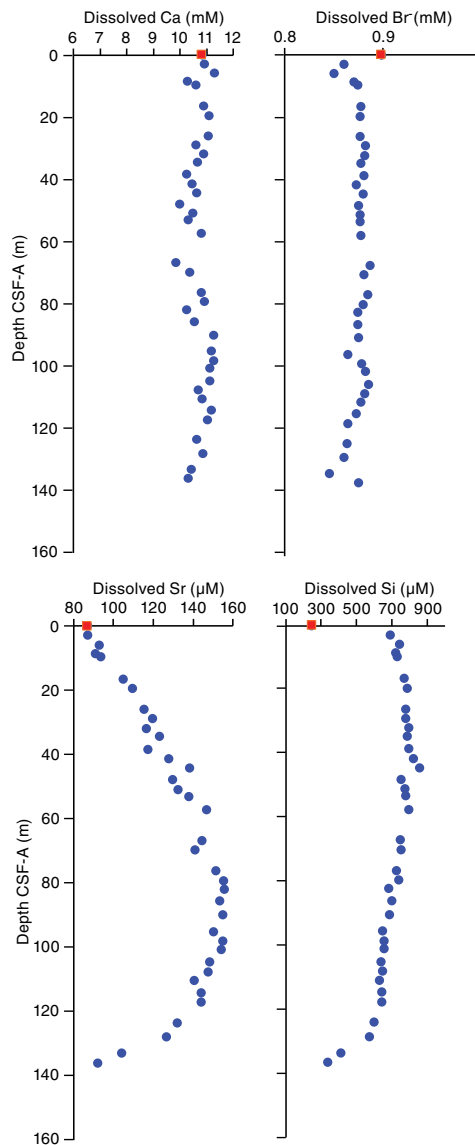 Dissolved Ca (mM)
6 7 8 9 10 11 12
0
20
40
60
80
100
120
140
160
Depth CSF-A (m)
Dissolved Br- (mM)
0.8 0.9
Dissolved Sr (µM)
80 100 120 140 160
0
20
40
60
80
100
120
140
160
Depth CSF-A (m)
Dissolved Si (µM)
100 300 500 700 900